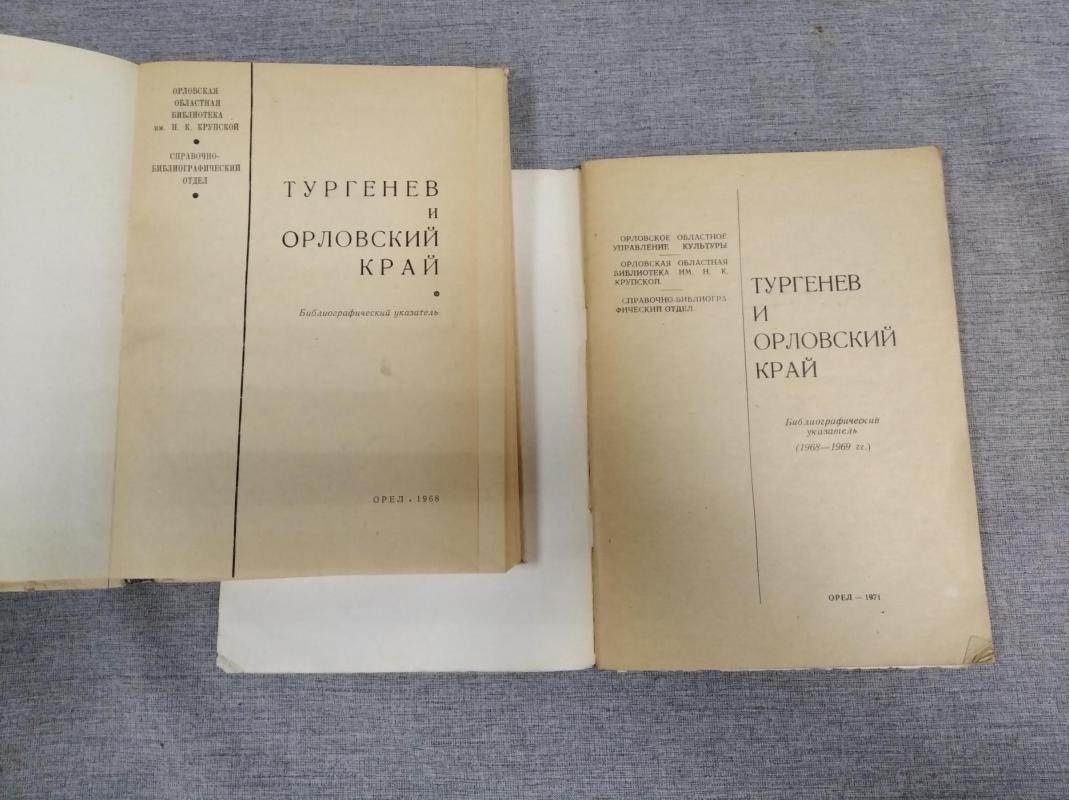 ОРЛОВСКАЯ
ОБЛАСТНАЯ
БИБЛИОТЕКА
им. Н. К. КРУПСКОЙ
СПРАВОЧНО-
БИБЛИОГРАФИЧЕСКИЙ
ОТДЕЛ
ТУРГЕНЕВ
И
ОРЛОВСКИЙ
КРАЙ
Библиографический указатель
ОРЕЛ • 1968
ОРЛОВСКОЕ ОБЛАСТНОЕ
УПРАВЛЕНИЕ КУЛЬТУРЫ
ОРЛОВСКАЯ ОБЛАСТНАЯ
БИБЛИОТЕКА ИМ. Н. К.
КРУПСКОЙ.
СПРАВОЧНО-БИБЛИОГРА-
ФИЧЕСКИЙ ОТДЕЛ.
ТУРГЕНЕВ
И
ОРЛОВСКИЙ
КРАЙ
Библиографический
указатель
(1968—1969 гг.)
ОРЕЛ — 1971